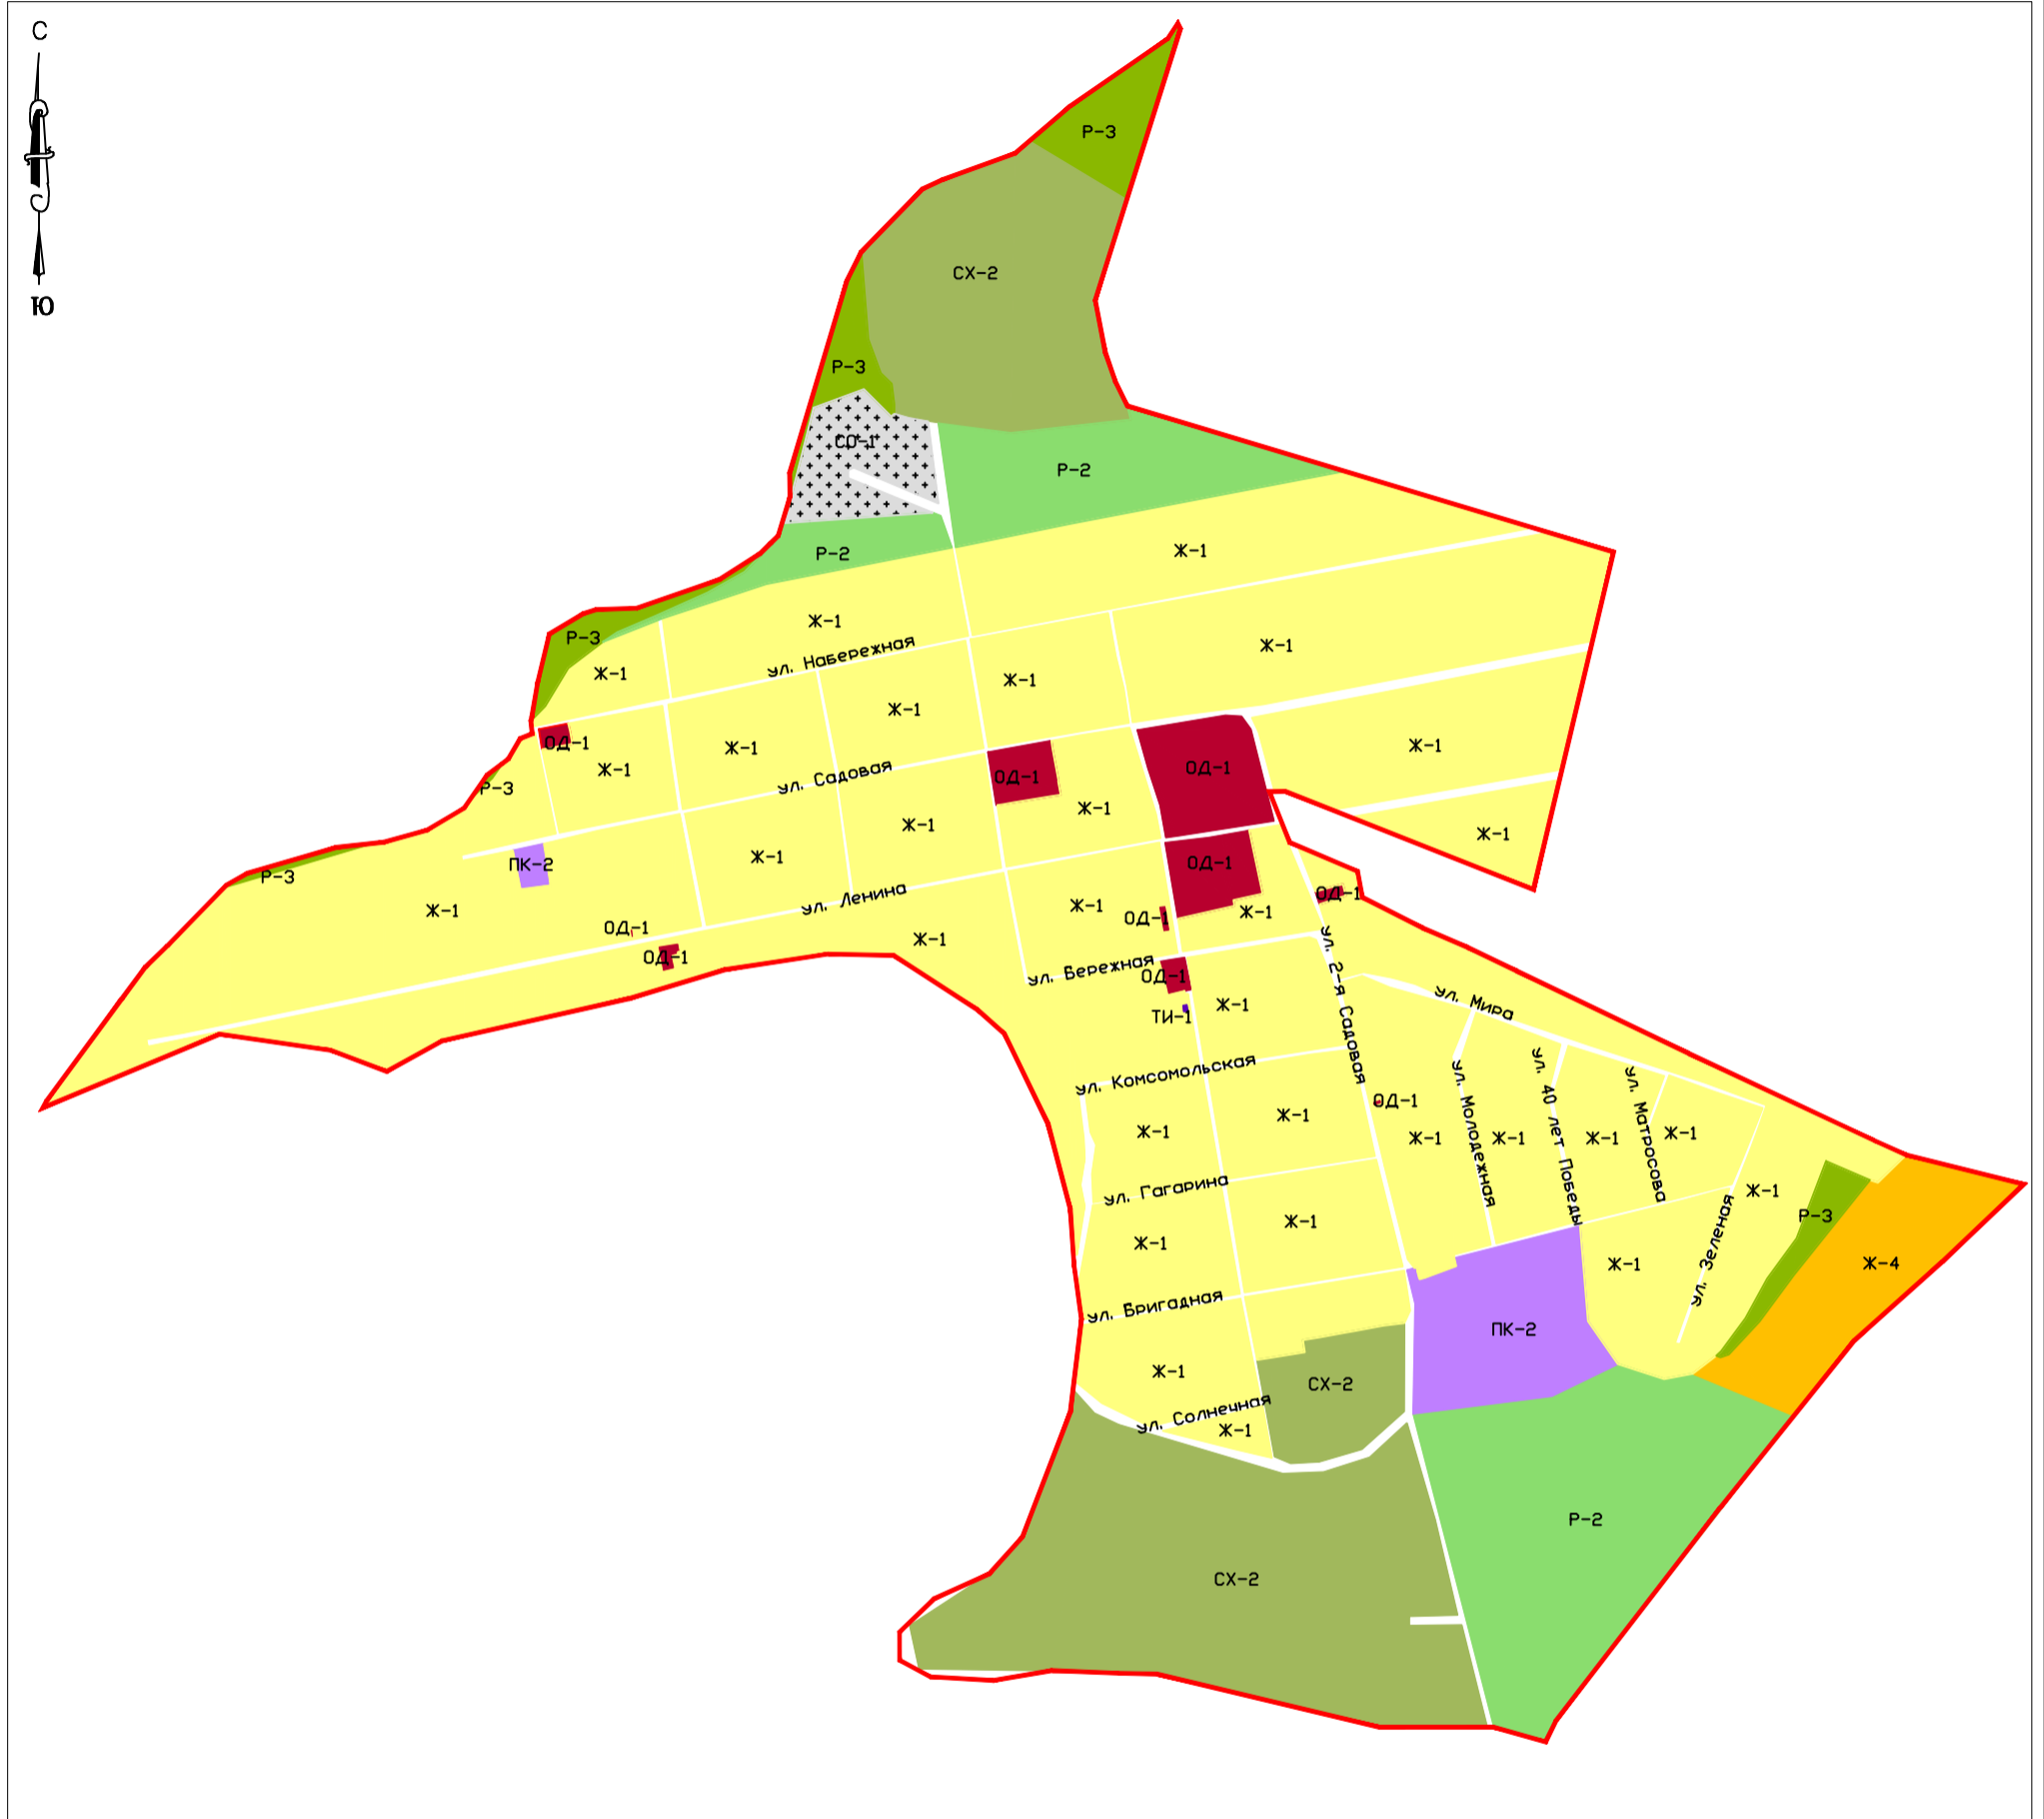 С
Ю
Р-3
СХ-2
Р-3
СО-1
Р-2
Р-2
Ж-1
Ж-1
Р-3
Ж-1
ул. Набережная
Ж-1
Ж-1
Ж-1
Ж-1
ОД-1
Ж-1
Ж-1
Ж-1
ОД-1
ОД-1
ул. Садовая
Р-3
Ж-1
Ж-1
Ж-1
Ж-1
ПК-2
ОД-1
Р-3
Ж-1
ул. Ленина
ОД-1
Ж-1
ОД-1
Ж-1
Ж-1
ОД-1
ОД-1
Ж-1
ул. Бережная
ОД-1
ТИ-1
Ж-1
ул. 2-я Садовая
ул. Мира
ул. Комсомольская
ОД-1
ул. Молодежная
ул. 40 лет Победы
ул. Матросова
Ж-1
Ж-1
Ж-1
Ж-1
Ж-1
Ж-1
ул. Гагарина
Ж-1
Р-3
Ж-1
Ж-1
ул. Зеленая
Ж-1
Ж-4
ул. Бригадная
ПК-2
Ж-1
СХ-2
ул. Солнечная
Ж-1
Р-2
СХ-2